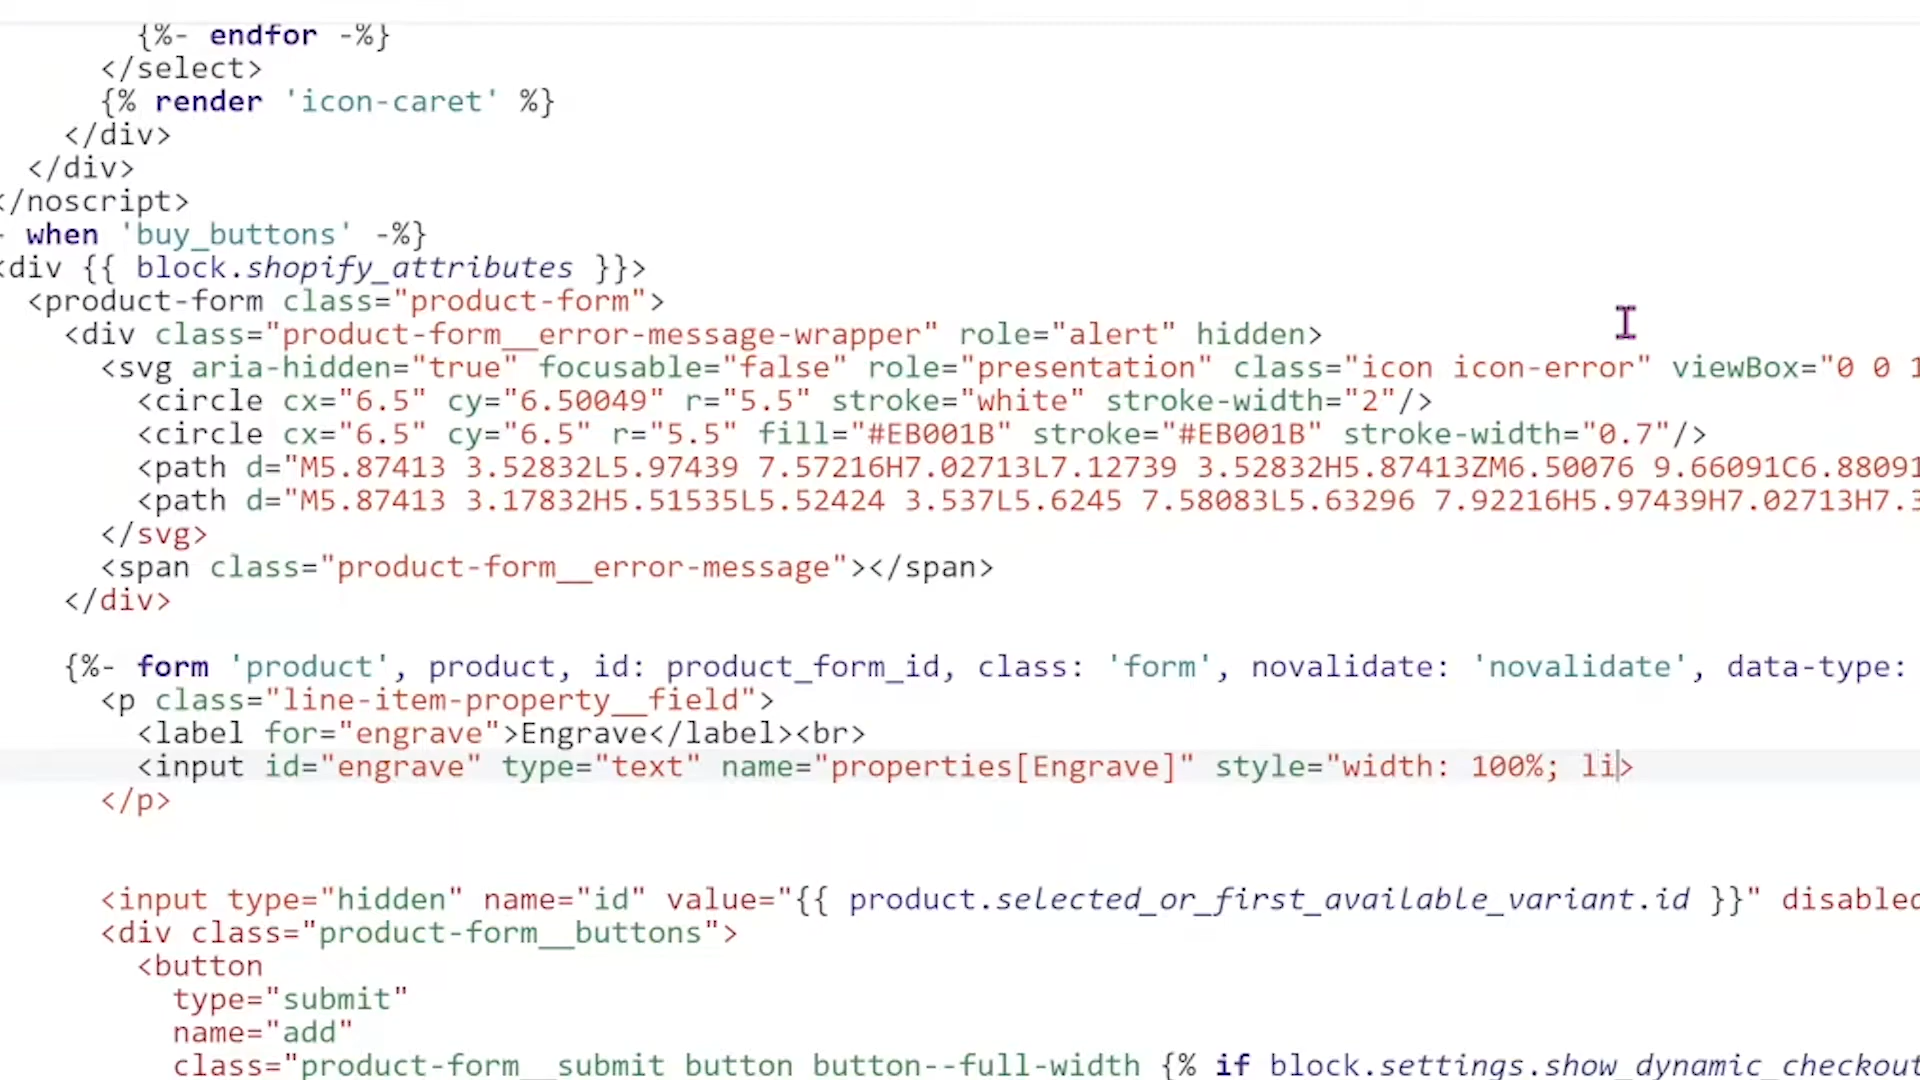 {%- endfor -%}
</select>
{% render 'icon-caret' %}
</div>
</div>
</noscript>
- when 'buy_buttons' -%}
<div {{ block.shopify_attributes }}>
<product-form class="product-form">
<div class="product-form__error-message-wrapper" role="alert" hidden>
<svg aria-hidden="true" focusable="false" role="presentation" class="icon icon-error" viewBox="0 0 1
<circle cx="6.5" cy="6.50049" r="5.5" stroke="white" stroke-width="2"/>
<circle cx="6.5" cy="6.5" r="5.5" fill="#EB001B" stroke="#EB001B" stroke-width="0.7"/>
<path d="M5.87413 3.52832L5.97439 7.57216H7.02713L7.12739 3.52832H5.87413ZM6.50076 9.66091C6.88091
<path d="M5.87413 3.17832H5.51535L5.52424 3.537L5.6245 7.58083L5.63296 7.92216H5.97439H7.02713H7.3
</svg>
<span class="product-form__error-message"></span>
</div>
{%- form 'product', product, id: product_form_id, class: 'form', novalidate: 'novalidate', data-type:
<p class="line-item-property__field">
<label for="engrave">Engrave</label><br>
<input id="engrave" type="text" name="properties[Engrave]" style="width: 100%; li>
</p>
<input type="hidden" name="id" value="{{ product.selected_or_first_available_variant.id }}" disabled
<div class="product-form__buttons">
<button
type="submit"
name="add"
class="product-form__submit button button--full-width {% if block.settings.show_dynamic_checkout